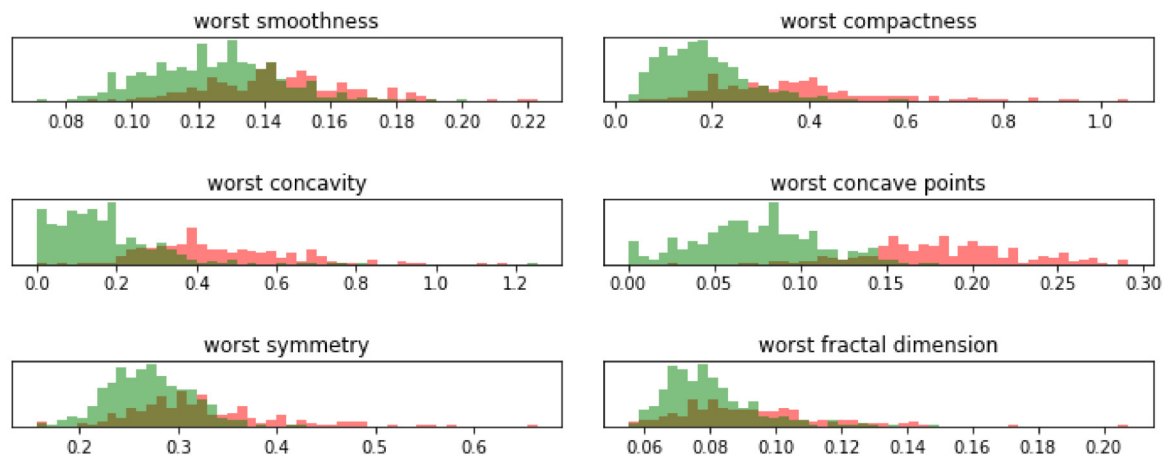 worst smoothness
0.08 0.10 0.12 0.14 0.16 0.18 0.20 0.22
worst compactness
0.0 0.2 0.4 0.6 0.8 1.0
worst concavity
0.0 0.2 0.4 0.6 0.8 1.0 1.2
worst concave points
0.00 0.05 0.10 0.15 0.20 0.25 0.30
worst symmetry
0.2 0.3 0.4 0.5 0.6
worst fractal dimension
0.06 0.08 0.10 0.12 0.14 0.16 0.18 0.20